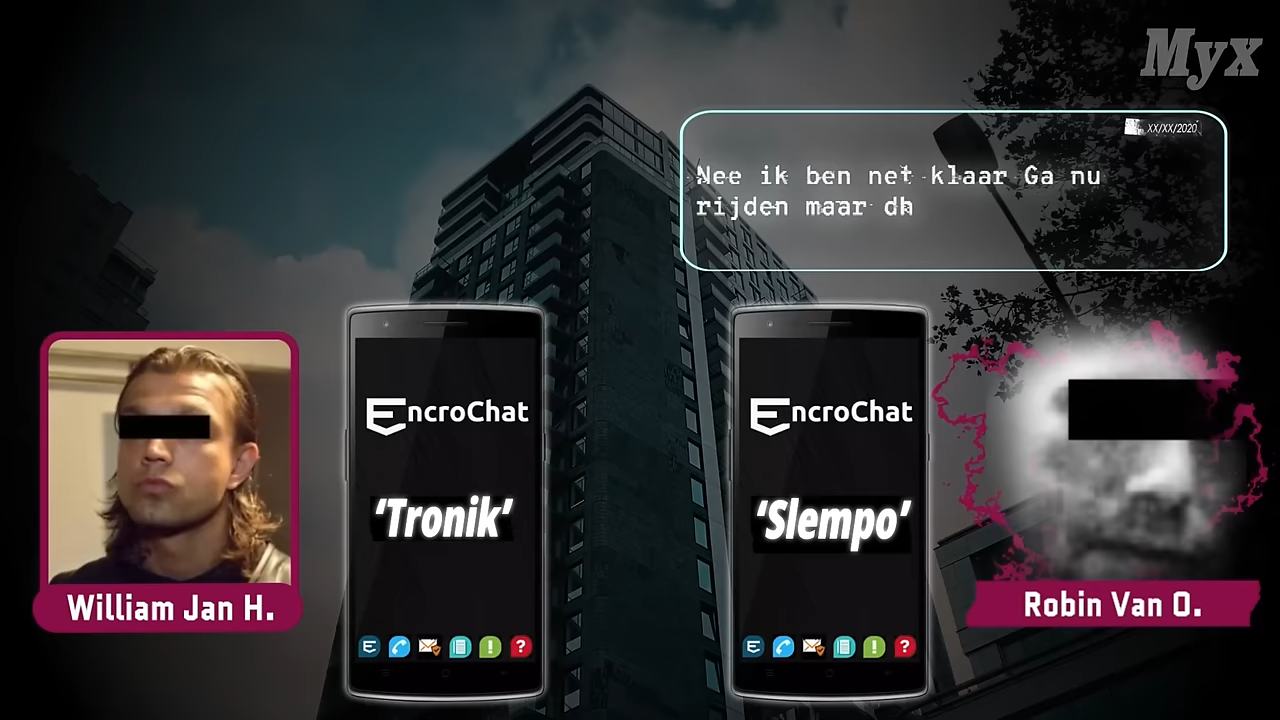 Myx
XX/XX/2020
Nee ik ben net klaar Ga nu
rijden maar dh
EncroChat
'Tronik'
EncroChat
'Slempo'
William Jan H.
Robin Van O.